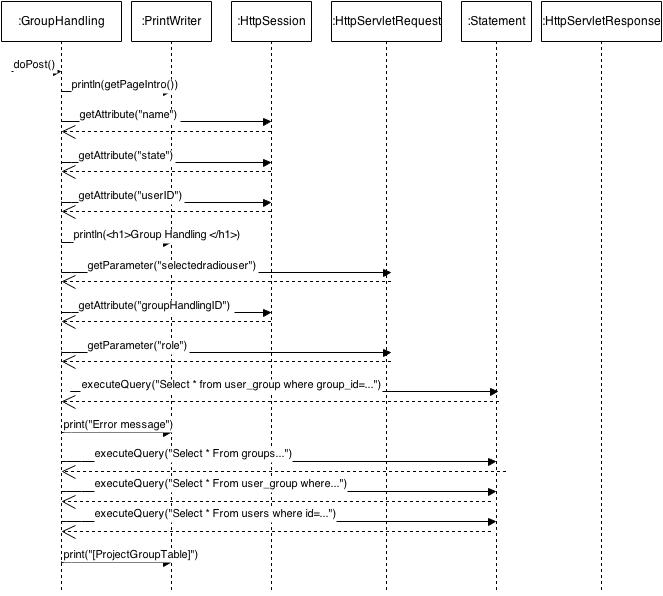 :GroupHandling :PrintWriter :HttpSession :HttpServletRequest :Statement :HttpServletResponse
doPost()
println(getPageIntro())
getAttribute("name")
getAttribute("state")
getAttribute("userID")
println(<h1>Group Handling </h1>)
getParameter("selectedradiouser")
getAttribute("groupHandlingID")
getParameter("role")
executeQuery("Select * from user_group where group_id=...")
print("Error message")
executeQuery("Select * From groups...")
executeQuery("Select * From user_group where...")
executeQuery("Select * From users where id=...")
print("[ProjectGroupTable]")